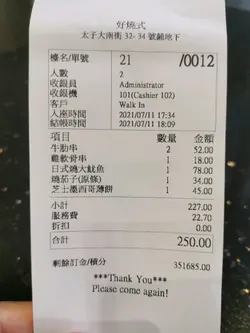 好燒式
太子大南街 32- 34 號鋪地下
檯名/單號 21 /0012
人數 2
收銀員 Administrator
收銀機 101(Cashier 102)
客戶 Walk In
入座時間 2021/07/11 17:34
結帳時間 2021/07/11 18:09
項目 數量 金額
牛肋串 2 52.00
雞軟骨串 1 18.00
日式燒大魷魚 1 78.00
燒茄子(原條) 1 34.00
芝士墨西哥薄餅 1 45.00
小計 227.00
服務費 22.70
折扣 0.00
合計 250.00
剩餘訂金/積分 351685.00
***Thank You***
Please come again!